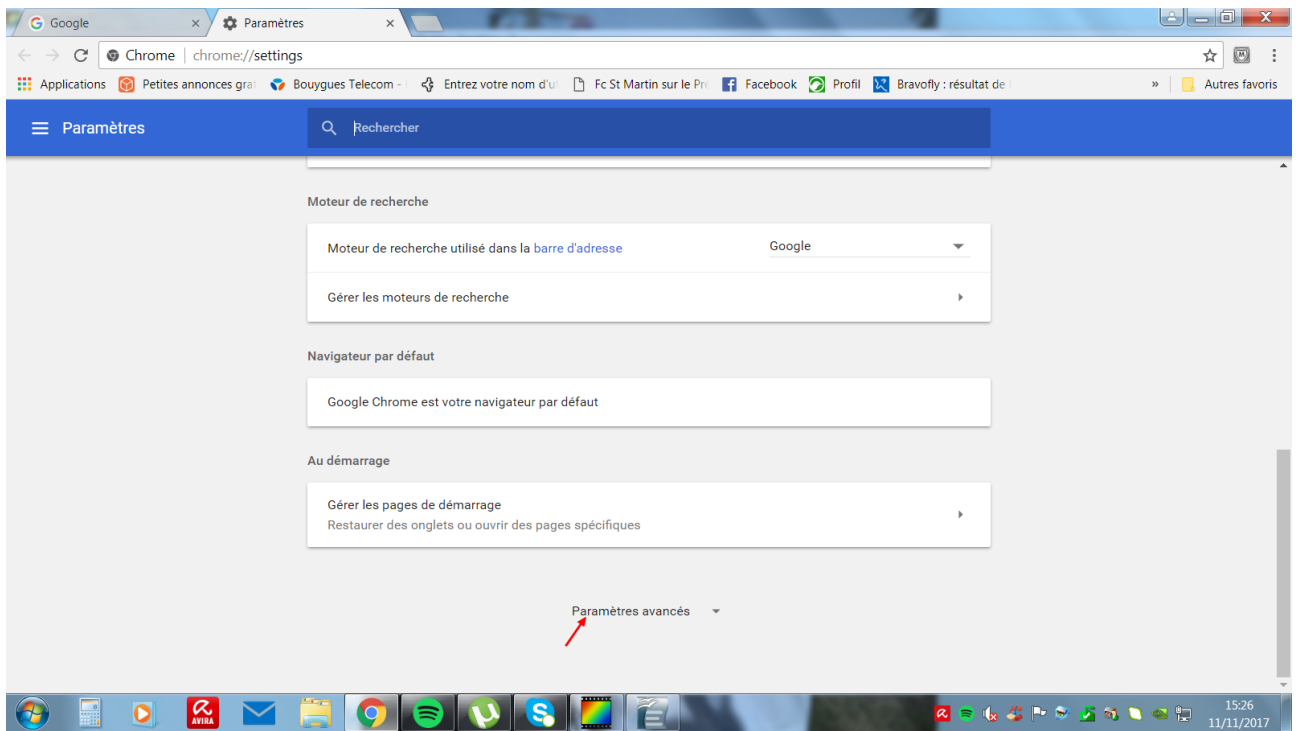 Google
Paramètres
Chrome
chrome://settings
Applications
Petites annonces gra
Bouygues Telecom -
Entrez votre nom d'u
Fc St Martin sur le Pr
Facebook
Profil
Bravofly : résultat de
»
Autres favoris
Paramètres
Rechercher
Moteur de recherche
Moteur de recherche utilisé dans la barre d'adresse
Google
Gérer les moteurs de recherche
Navigateur par défaut
Google Chrome est votre navigateur par défaut
Au démarrage
Gérer les pages de démarrage
Restaurer des onglets ou ouvrir des pages spécifiques
Paramètres avancés
AVIRA
15:26
11/11/2017